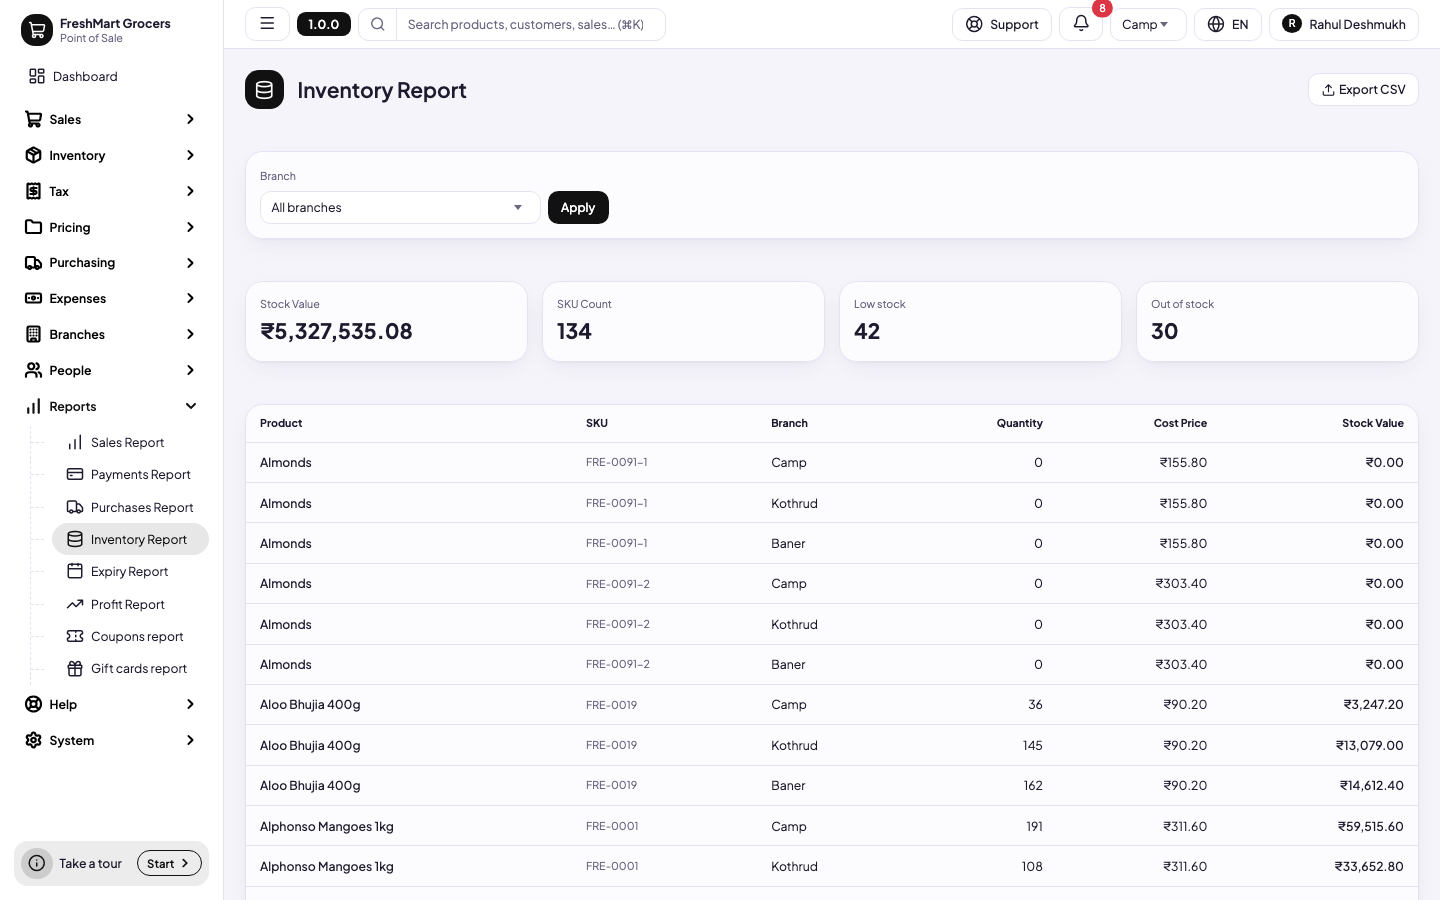 FreshMart Grocers
Point of Sale
Dashboard
Sales
Inventory
Tax
Pricing
Purchasing
Expenses
Branches
People
Reports
Sales Report
Payments Report
Purchases Report
Inventory Report
Expiry Report
Profit Report
Coupons report
Gift cards report
Help
System
Take a tour
Start
1.0.0
Search products, customers, sales... (⌘K)
Support
8
Camp
EN
R
Rahul Deshmukh
Inventory Report
Export CSV
Branch
All branches
Apply
Stock Value
₹5,327,535.08
SKU Count
134
Low stock
42
Out of stock
30
Product SKU Branch Quantity Cost Price Stock Value
Almonds FRE-0091-1 Camp 0 ₹155.80 ₹0.00
Almonds FRE-0091-1 Kothrud 0 ₹155.80 ₹0.00
Almonds FRE-0091-1 Baner 0 ₹155.80 ₹0.00
Almonds FRE-0091-2 Camp 0 ₹303.40 ₹0.00
Almonds FRE-0091-2 Kothrud 0 ₹303.40 ₹0.00
Almonds FRE-0091-2 Baner 0 ₹303.40 ₹0.00
Aloo Bhujia 400g FRE-0019 Camp 36 ₹90.20 ₹3,247.20
Aloo Bhujia 400g FRE-0019 Kothrud 145 ₹90.20 ₹13,079.00
Aloo Bhujia 400g FRE-0019 Baner 162 ₹90.20 ₹14,612.40
Alphonso Mangoes 1kg FRE-0001 Camp 191 ₹311.60 ₹59,515.60
Alphonso Mangoes 1kg FRE-0001 Kothrud 108 ₹311.60 ₹33,652.80